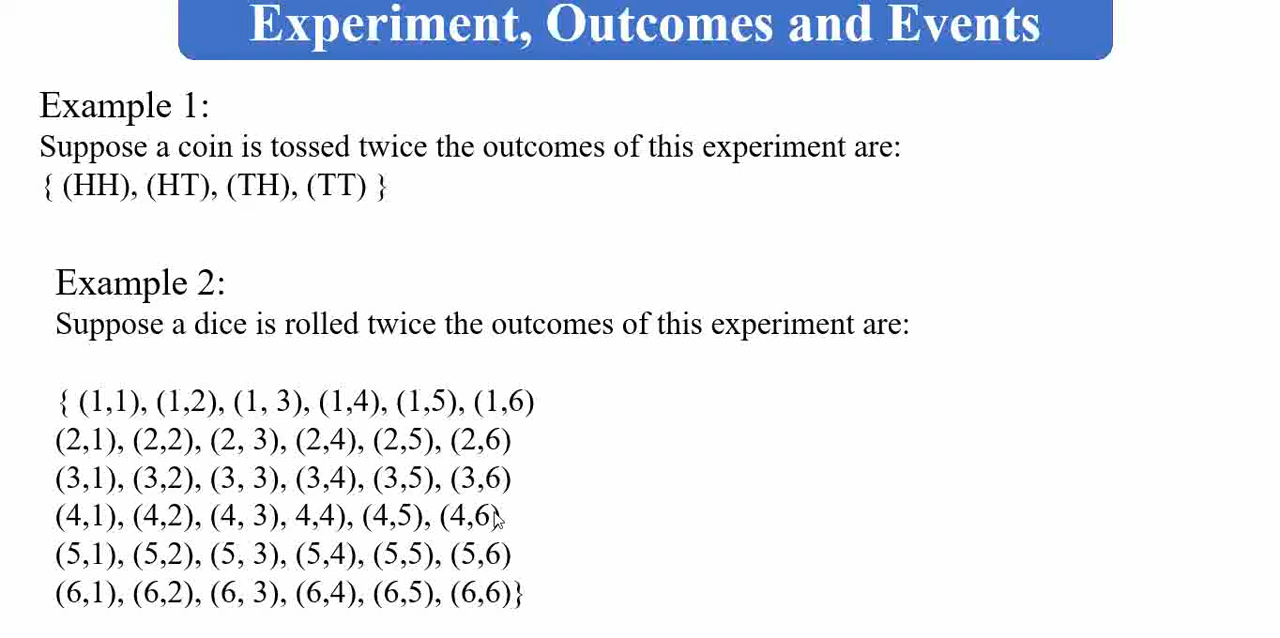 Experiment, Outcomes and Events
Example 1:
Suppose a coin is tossed twice the outcomes of this experiment are:
{ (HH), (HT), (TH), (TT) }
Example 2:
Suppose a dice is rolled twice the outcomes of this experiment are:
{ (1,1), (1,2), (1, 3), (1,4), (1,5), (1,6)
(2,1), (2,2), (2, 3), (2,4), (2,5), (2,6)
(3,1), (3,2), (3, 3), (3,4), (3,5), (3,6)
(4,1), (4,2), (4, 3), 4,4), (4,5), (4,6)
(5,1), (5,2), (5, 3), (5,4), (5,5), (5,6)
(6,1), (6,2), (6, 3), (6,4), (6,5), (6,6)}